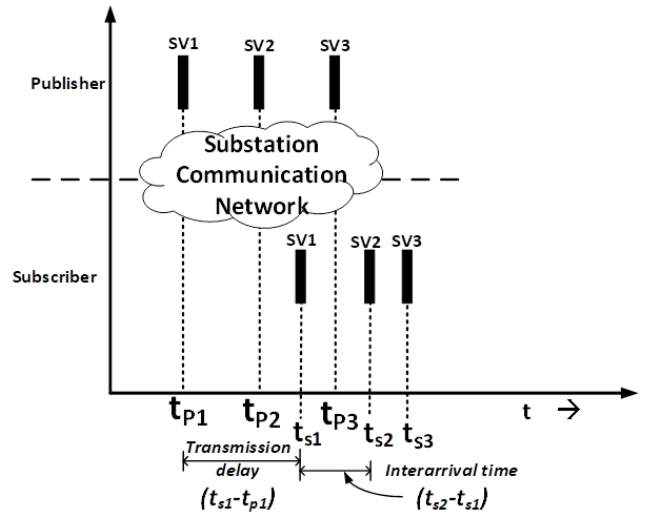 SV1 SV2 SV3
Publisher
Substation
Communication
Network
SV1 SV2 SV3
Subscriber
tP1 tP2 ts1 tP3 ts2 ts3 t →
Transmission
delay
Interarrival time
(ts1-tp1)
(ts2-ts1)